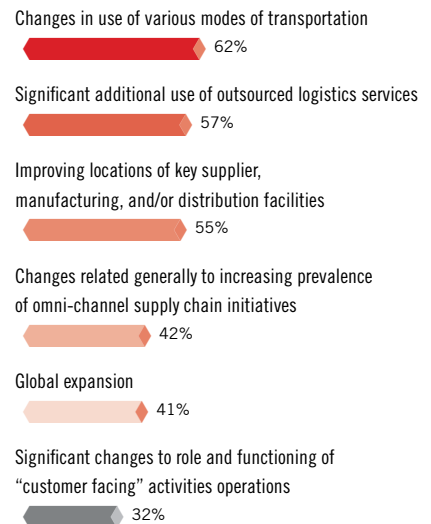 Changes in use of various modes of transportation
62%
Significant additional use of outsourced logistics services
57%
Improving locations of key supplier,
manufacturing, and/or distribution facilities
55%
Changes related generally to increasing prevalence
of omni-channel supply chain initiatives
42%
Global expansion
41%
Significant changes to role and functioning of
“customer facing” activities operations
32%